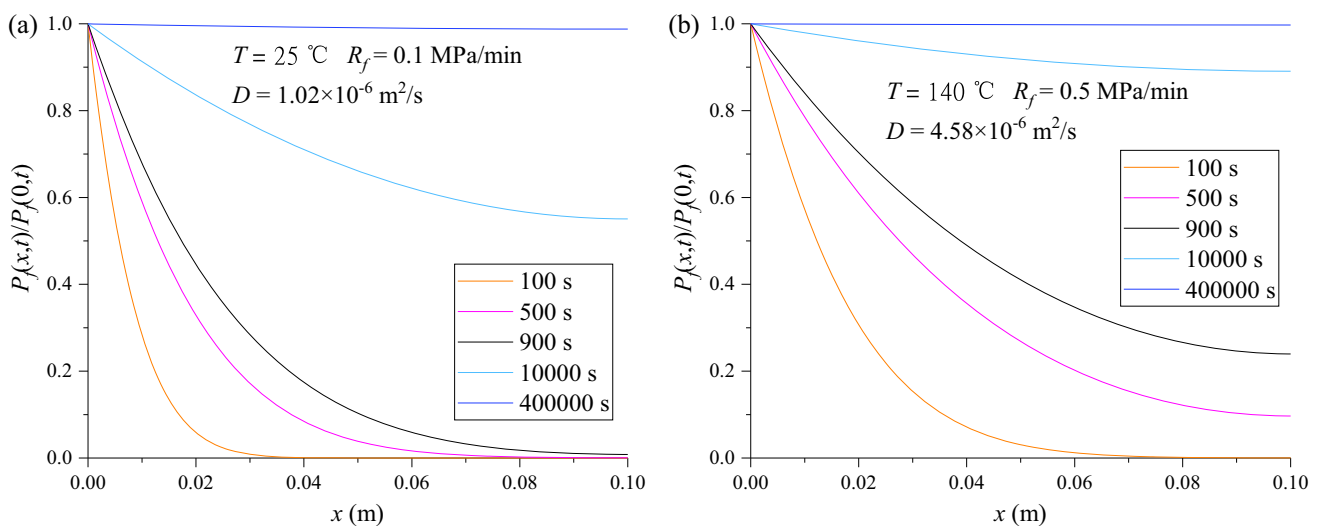 (a)
T = 25 ℃ R_f = 0.1 MPa/min
D = 1.02×10⁻⁶ m²/s
P_f(x,t)/P_f(0,t)
1.0
0.8
0.6
0.4
0.2
0.0
100 s
500 s
900 s
10000 s
400000 s
0.00
0.02
0.04
0.06
0.08
0.10
x (m)
(b)
T = 140 ℃ R_f = 0.5 MPa/min
D = 4.58×10⁻⁶ m²/s
P_f(x,t)/P_f(0,t)
1.0
0.8
0.6
0.4
0.2
0.0
100 s
500 s
900 s
10000 s
400000 s
0.00
0.02
0.04
0.06
0.08
0.10
x (m)